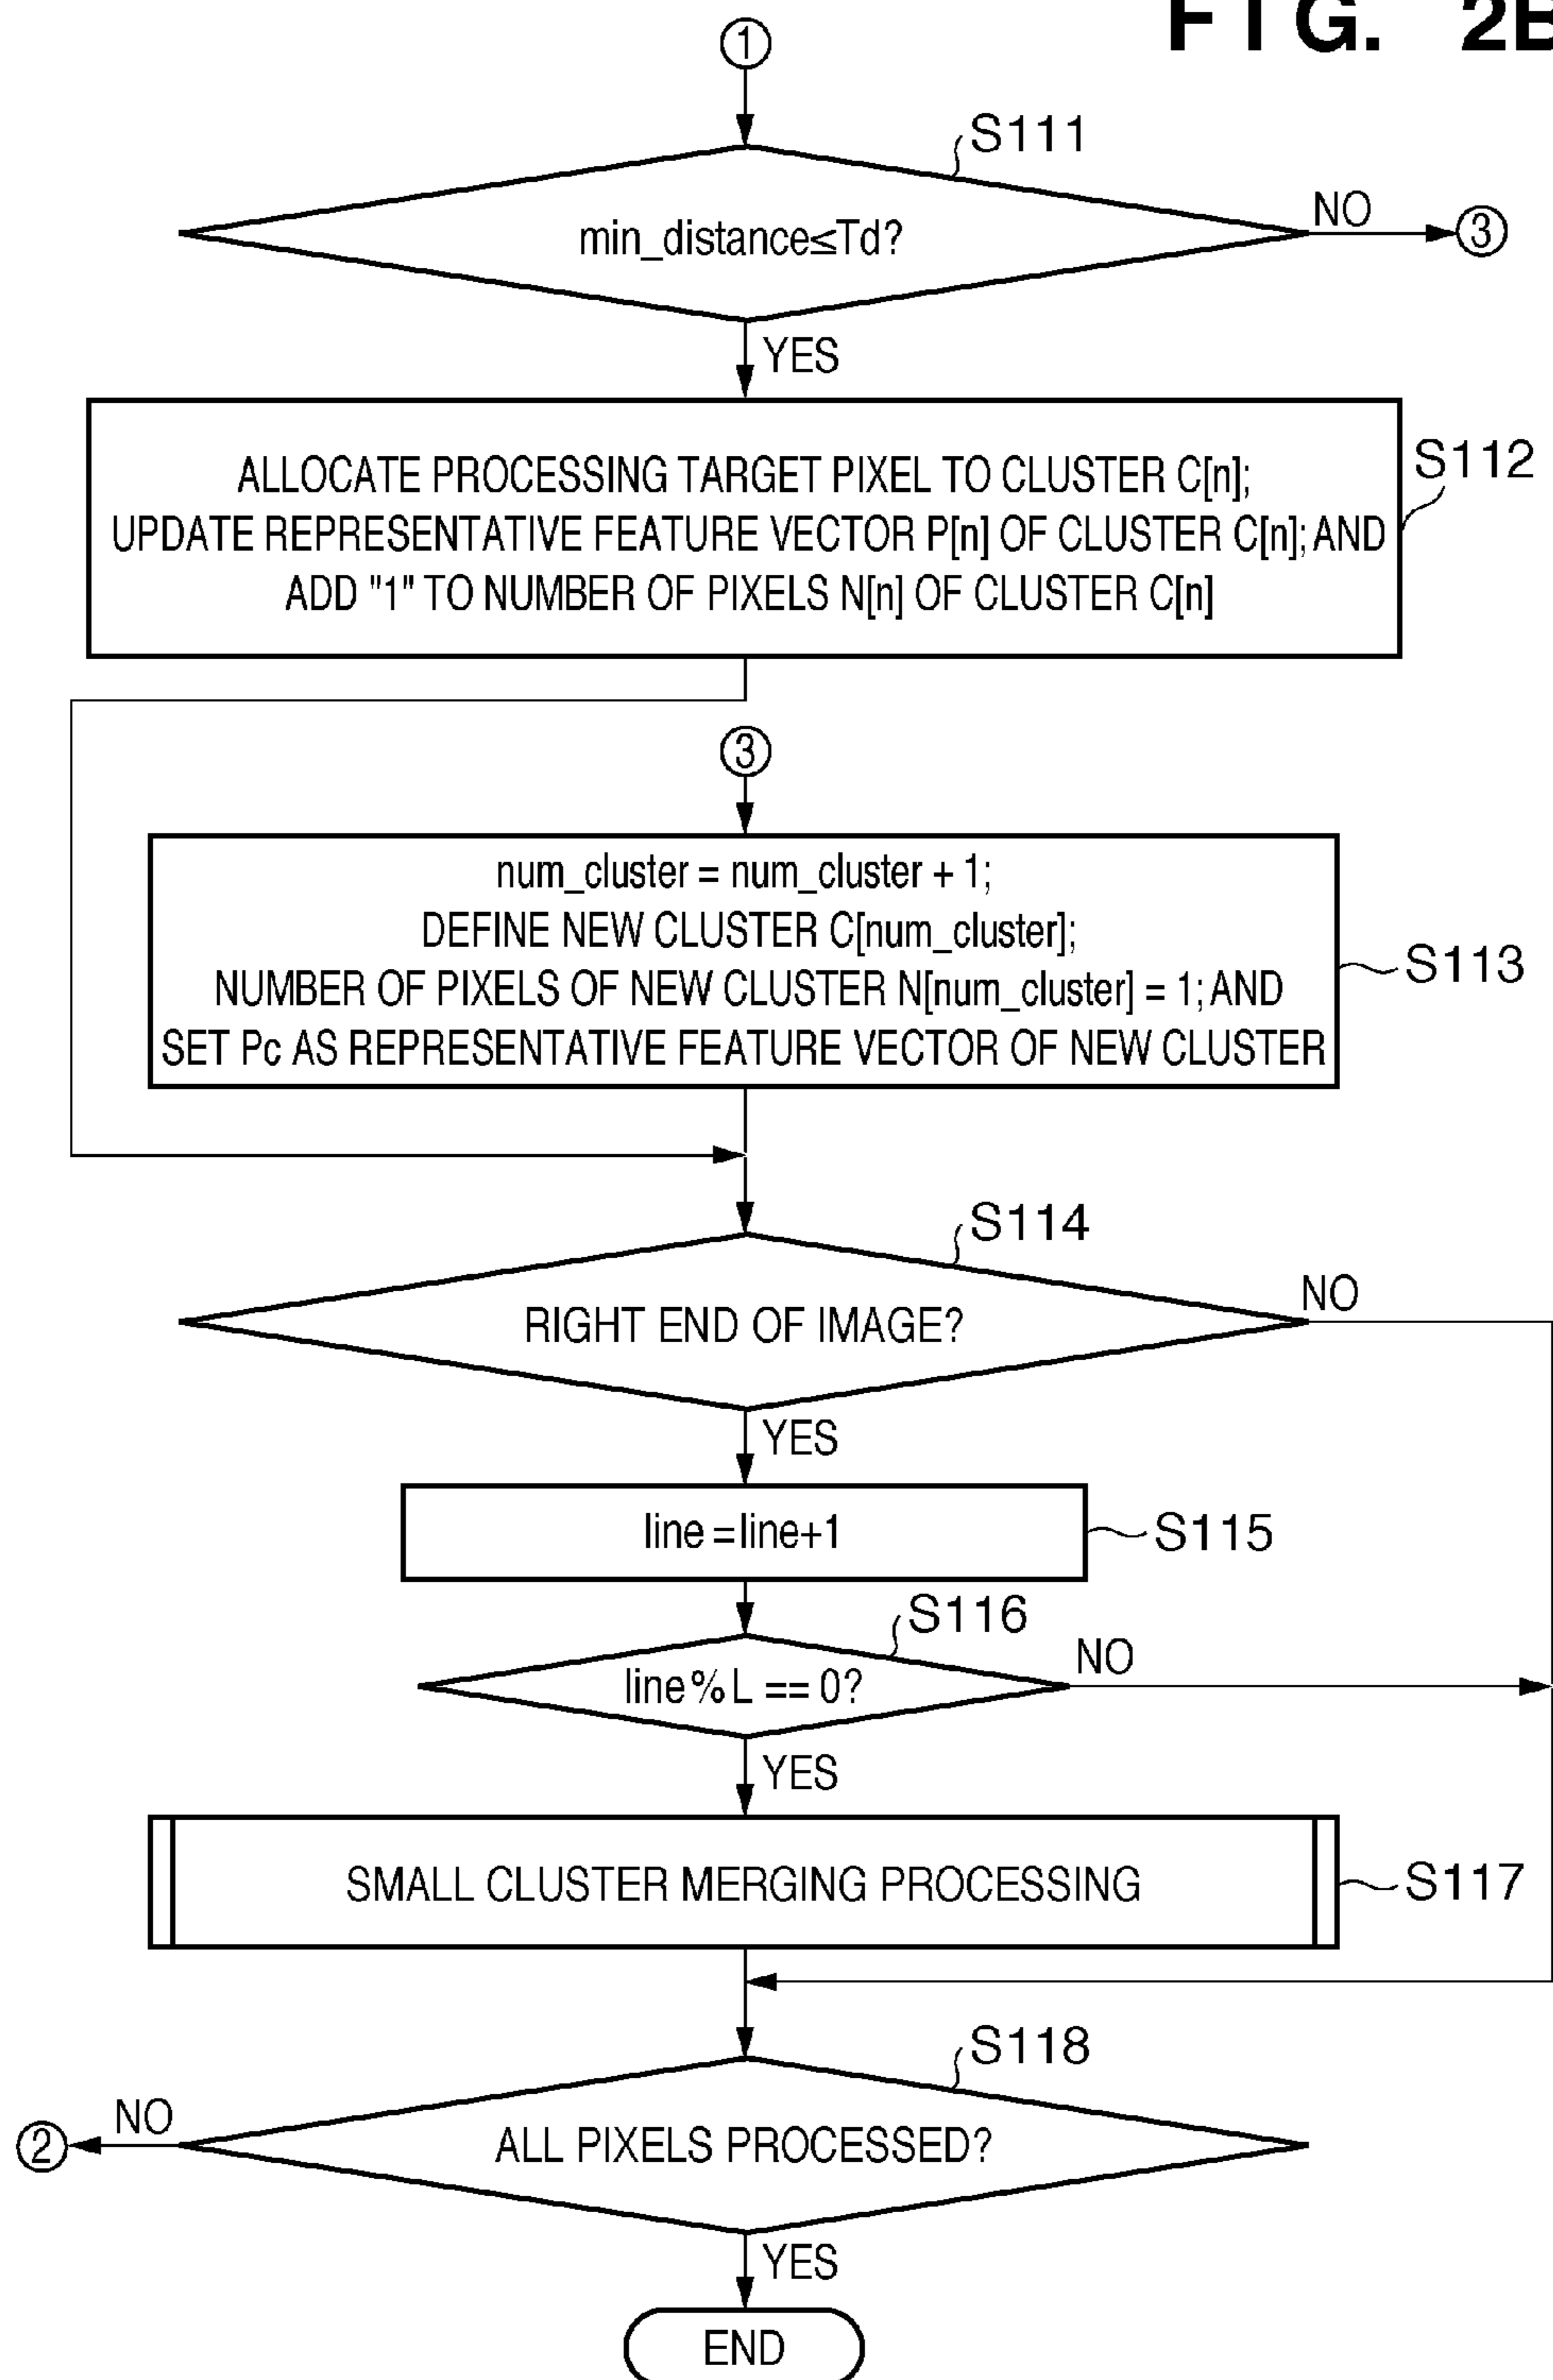 FIG. 2B
1
S111
min_distance≤Td?
NO
3
YES
S112
ALLOCATE PROCESSING TARGET PIXEL TO CLUSTER C[n];
UPDATE REPRESENTATIVE FEATURE VECTOR P[n] OF CLUSTER C[n]; AND
ADD "1" TO NUMBER OF PIXELS N[n] OF CLUSTER C[n]
3
num_cluster = num_cluster + 1;
DEFINE NEW CLUSTER C[num_cluster];
NUMBER OF PIXELS OF NEW CLUSTER N[num_cluster] = 1; AND
SET Pc AS REPRESENTATIVE FEATURE VECTOR OF NEW CLUSTER
S113
S114
RIGHT END OF IMAGE?
NO
YES
line =line+1
S115
S116
line%L == 0?
NO
YES
SMALL CLUSTER MERGING PROCESSING
S117
S118
ALL PIXELS PROCESSED?
NO
2
YES
END